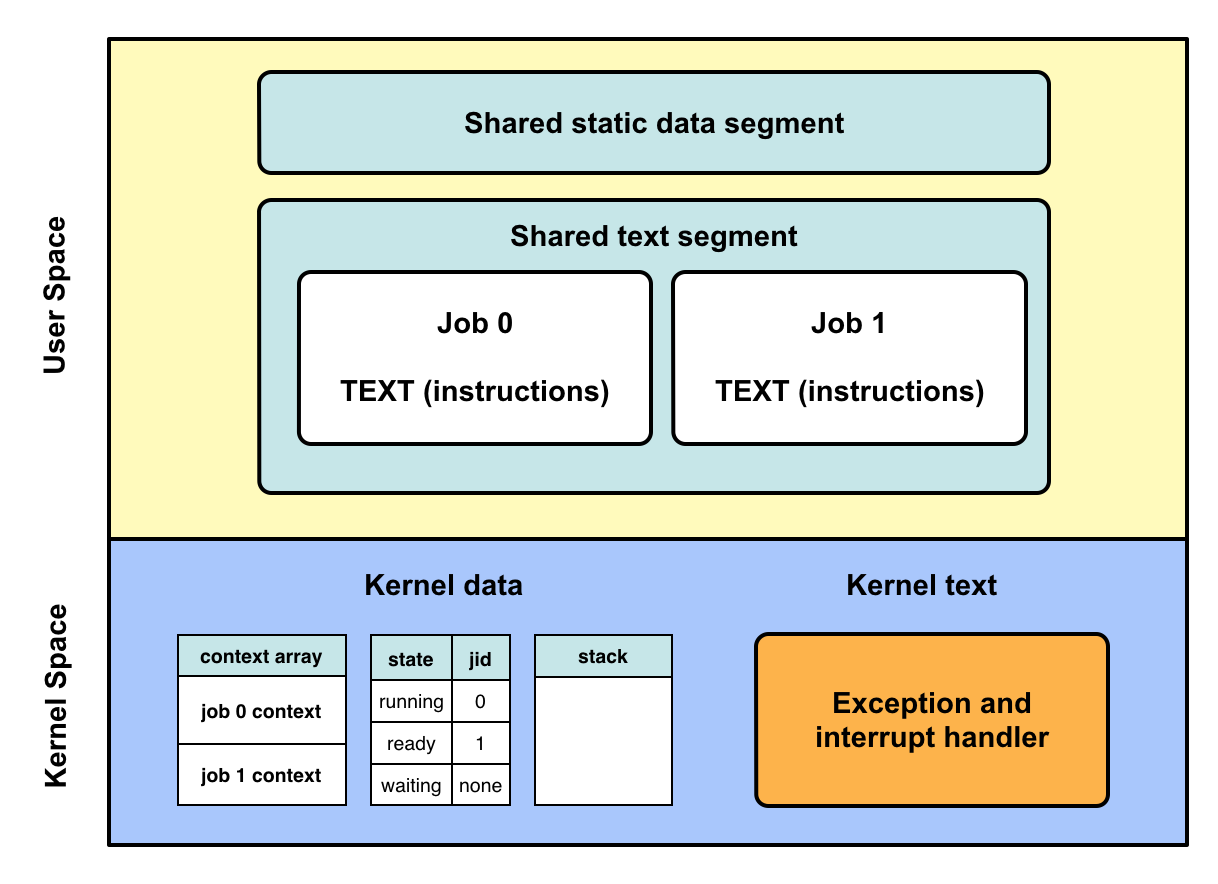 User Space
Shared static data segment
Shared text segment
Job 0
TEXT (instructions)
Job 1
TEXT (instructions)
Kernel Space
Kernel data
context array
job 0 context
job 1 context
state jid
running 0
ready 1
waiting none
stack
Kernel text
Exception and
interrupt handler